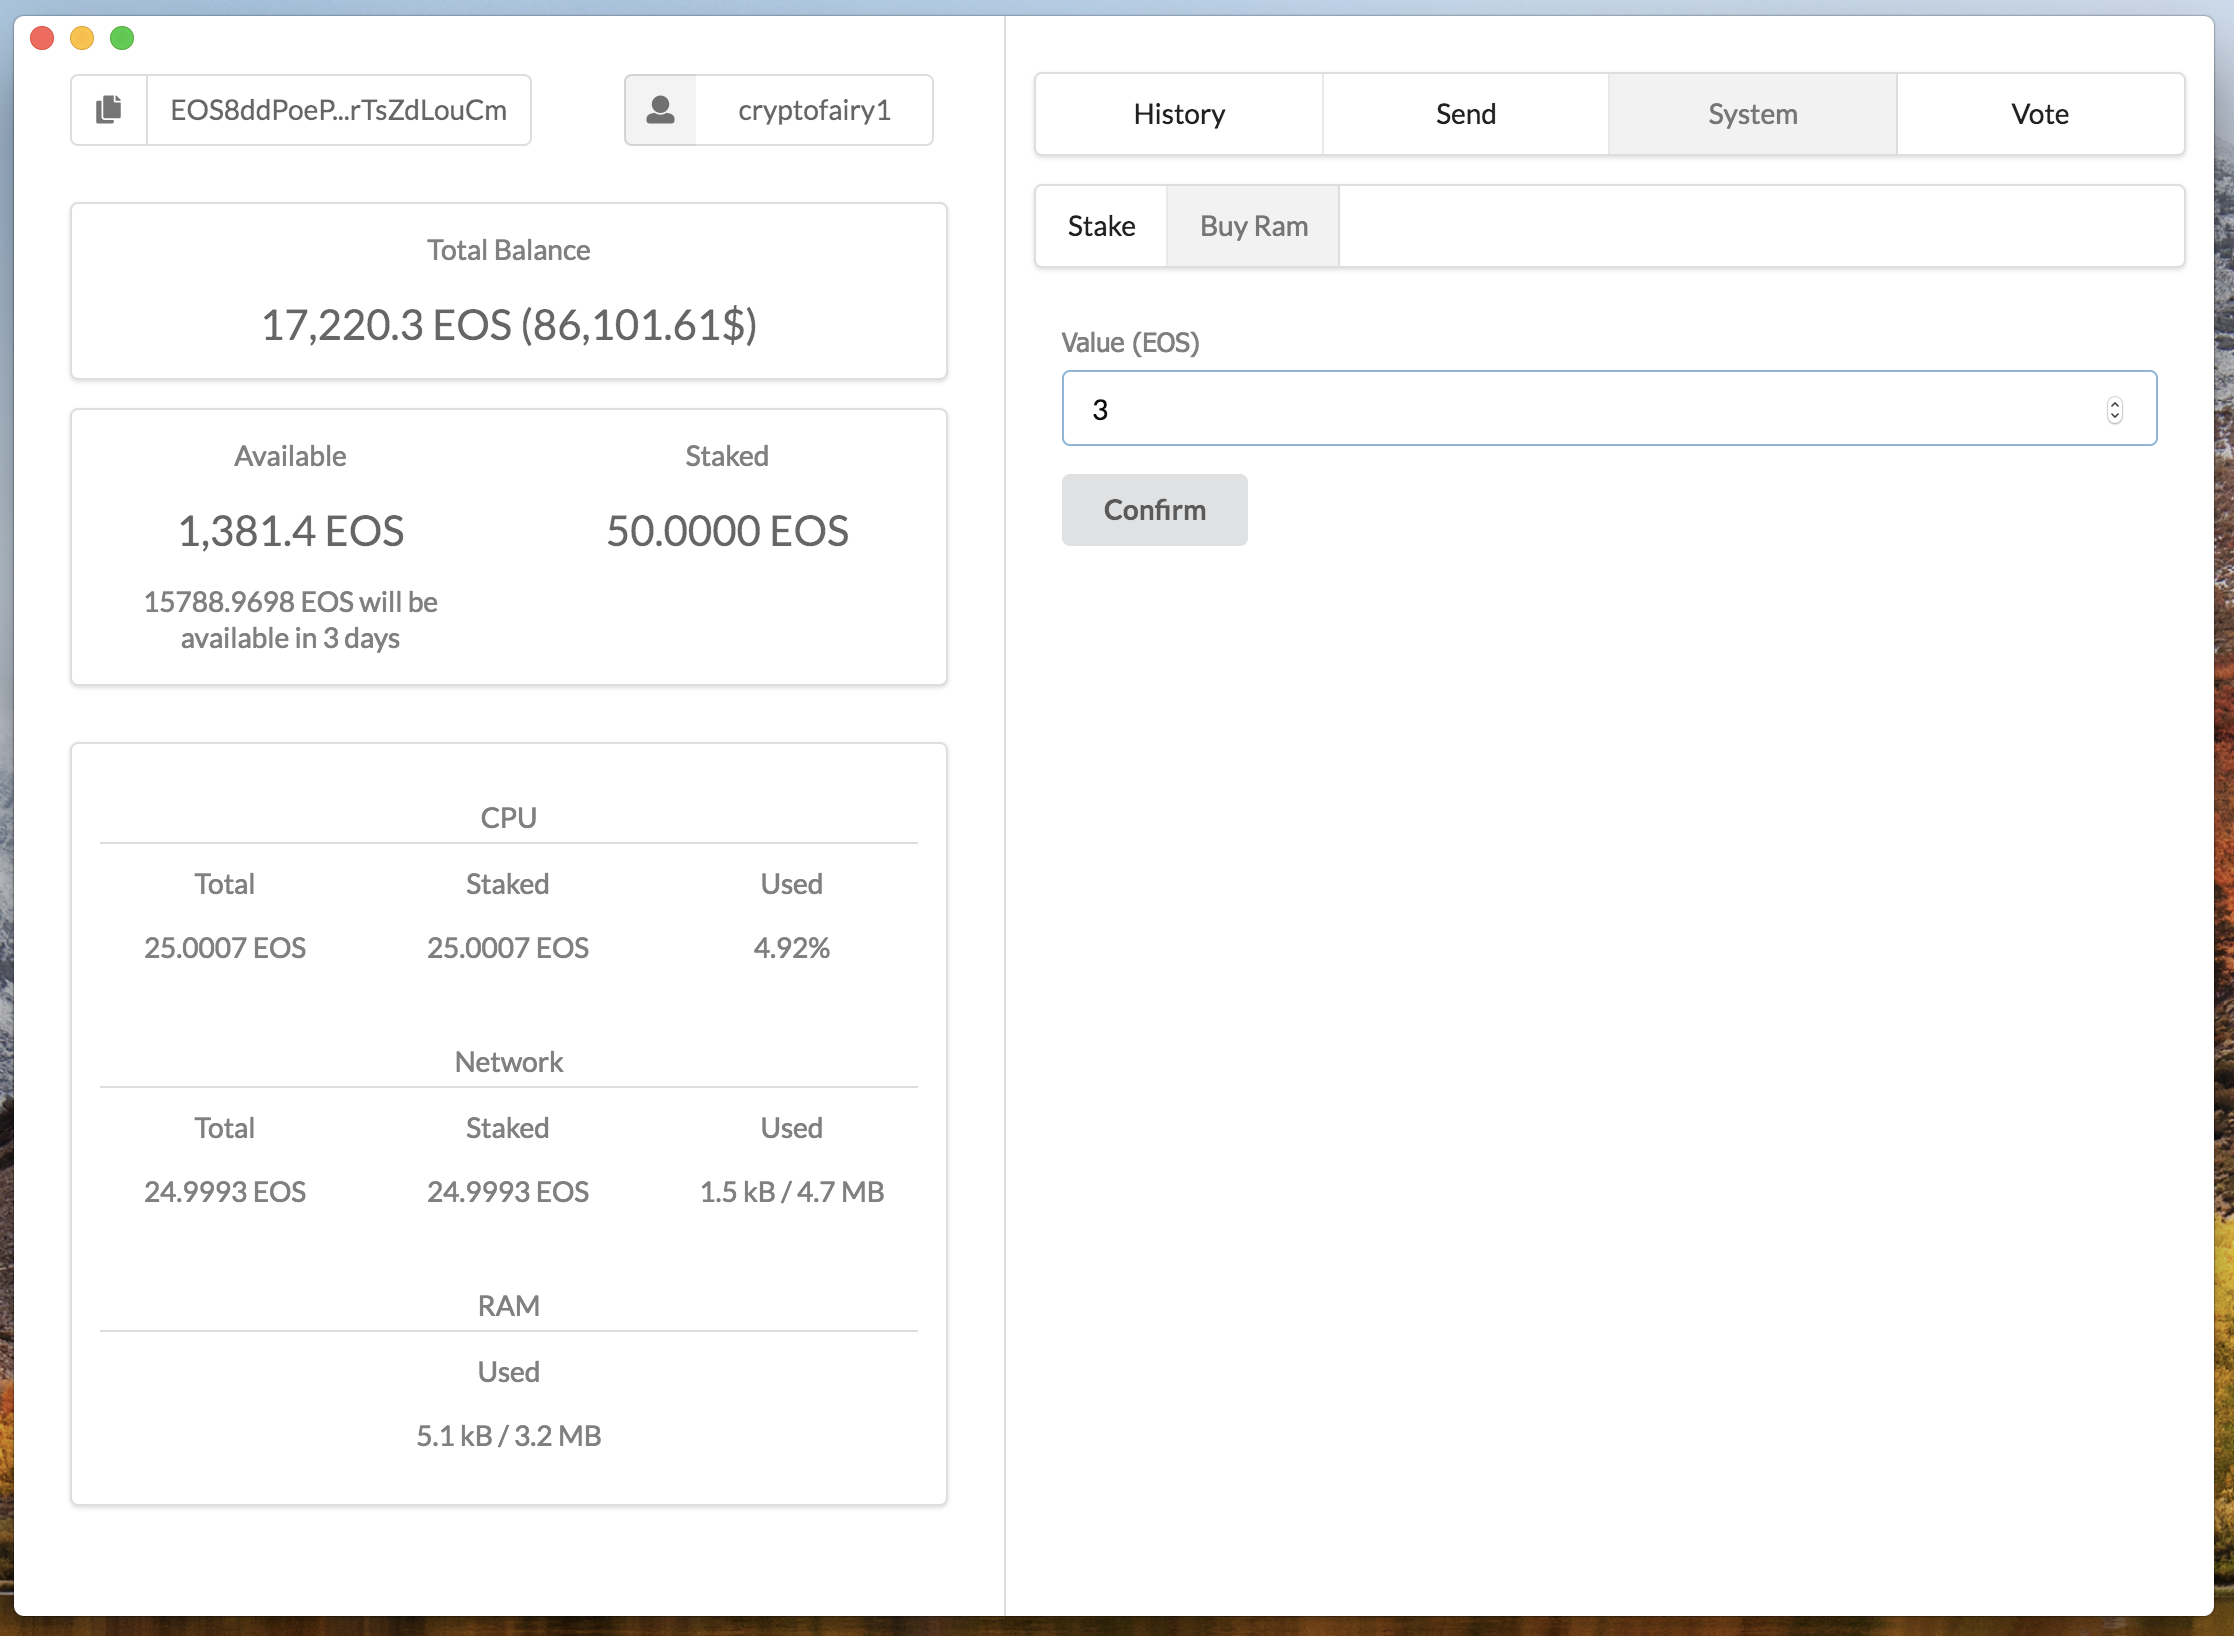 EOS8ddPoeP...rTsZdLouCm
cryptofairy1
Total Balance
17,220.3 EOS (86,101.61$)
Available
Staked
1,381.4 EOS
50.0000 EOS
15788.9698 EOS will be
available in 3 days
CPU
Total
Staked
Used
25.0007 EOS
25.0007 EOS
4.92%
Network
Total
Staked
Used
24.9993 EOS
24.9993 EOS
1.5 kB / 4.7 MB
RAM
Used
5.1 kB / 3.2 MB
History
Send
System
Vote
Stake
Buy Ram
Value (EOS)
3
Confirm